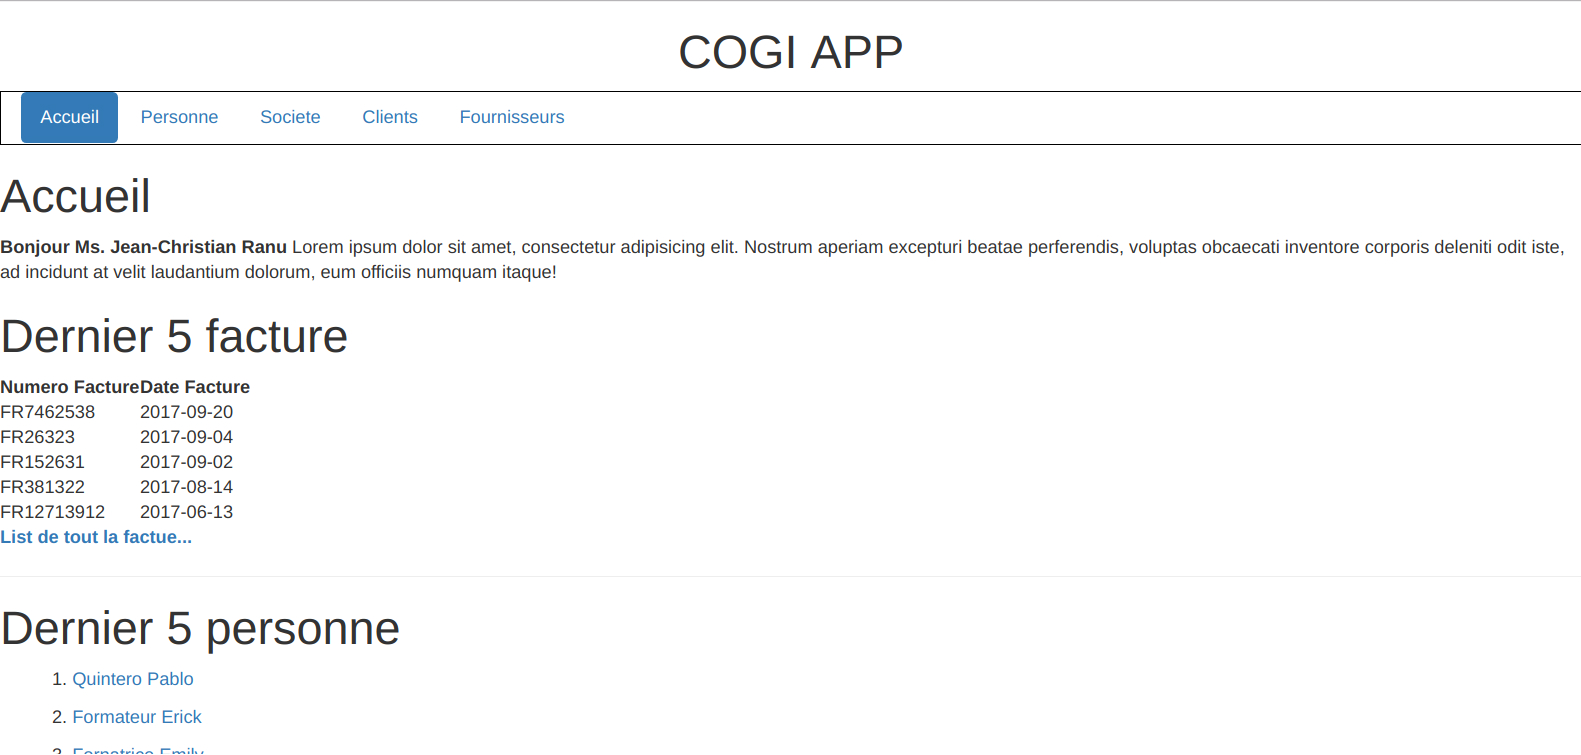 COGI APP
Accueil Personne Societe Clients Fournisseurs
Accueil
Bonjour Ms. Jean-Christian Ranu Lorem ipsum dolor sit amet, consectetur adipisicing elit. Nostrum aperiam excepturi beatae perferendis, voluptas obcaecati inventore corporis deleniti odit iste,
ad incidunt at velit laudantium dolorum, eum officiis numquam itaque!
Dernier 5 facture
Numero Facture Date Facture
FR7462538 2017-09-20
FR26323 2017-09-04
FR152631 2017-09-02
FR381322 2017-08-14
FR12713912 2017-06-13
List de tout la factue...
Dernier 5 personne
1. Quintero Pablo
2. Formateur Erick